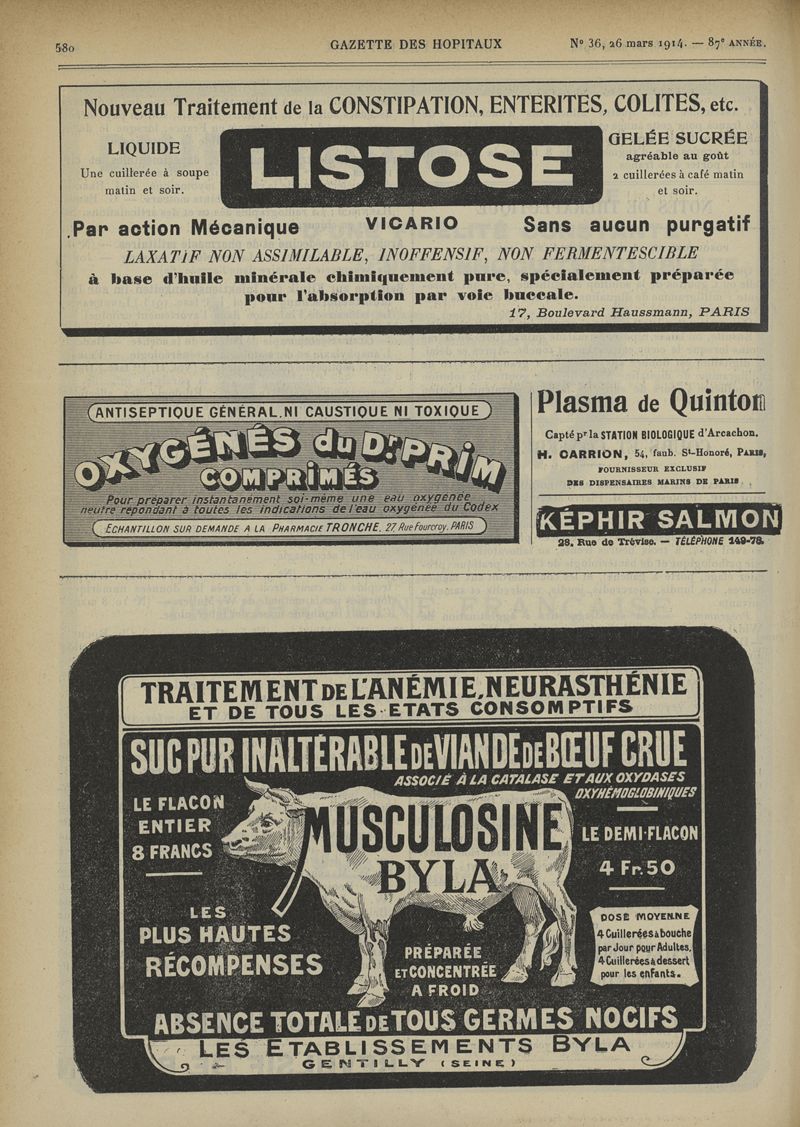 580
GAZETTE DES HOPITAUX
Nº 36, 26 mars 1914. — 87e ANNÉE.
Nouveau Traitement de la CONSTIPATION, ENTERITES, COLITES, etc.
LIQUIDE
Une cuillerée à soupe
matin et soir.
LISTOSE
GELÉE SUCRÉE
agréable au goût
2 cuillerées à café matin
et soir.
Par action Mécanique
VICARIO
Sans aucun purgatif
LAXATIF NON ASSIMILABLE, INOFFENSIF, NON FERMENTESCIBLE
à base d'huile minérale chimiquement pure, spécialement préparée
pour l'absorption par voie buccale.
17, Boulevard Haussmann, PARIS
ANTISEPTIQUE GÉNÉRAL. NI CAUSTIQUE NI TOXIQUE
OXYGÉNÉS du Dr. PRIM
COMPRIMÉS
Pour préparer instantanément soi-même une eau oxygénée
neutre répondant à toutes les indications de l'eau oxygénée du Codex
ECHANTILLON SUR DEMANDE A LA PHARMACIE TRONCHE, 27 Rue Fourcroy. PARIS
Plasma de Quinton
Capté pr la STATION BIOLOGIQUE d'Arcachon.
H. CARRION, 54, faub. St-Honoré, PARIS,
FOURNISSEUR EXCLUSIF
DES DISPENSAIRES MARINS DE PARIS
KÉPHIR SALMON
28, Rue de Trévise. — TÉLÉPHONE 149-78.
TRAITEMENT DE L'ANÉMIE, NEURASTHÉNIE
ET DE TOUS LES ETATS CONSOMPTIFS
SUC PUR INALTÉRABLE DE VIANDE DE BŒUF CRUE
ASSOCIÉ À LA CATALASE ET AUX OXYDASES
OXYHÉMOGLOBINIQUES
LE FLACON
ENTIER
8 FRANCS
MUSCULOSINE
BYLA
LE DEMI-FLACON
4 Fr. 50
LES
PLUS HAUTES
RÉCOMPENSES
PRÉPARÉE
ET CONCENTRÉE
A FROID
DOSE MOYENNE
4 Cuillerées à bouche
par Jour pour Adultes,
4 Cuillerées à dessert
pour les enfants.
ABSENCE TOTALE DE TOUS GERMES NOCIFS
LES ETABLISSEMENTS BYLA
GENTILLY (SEINE)